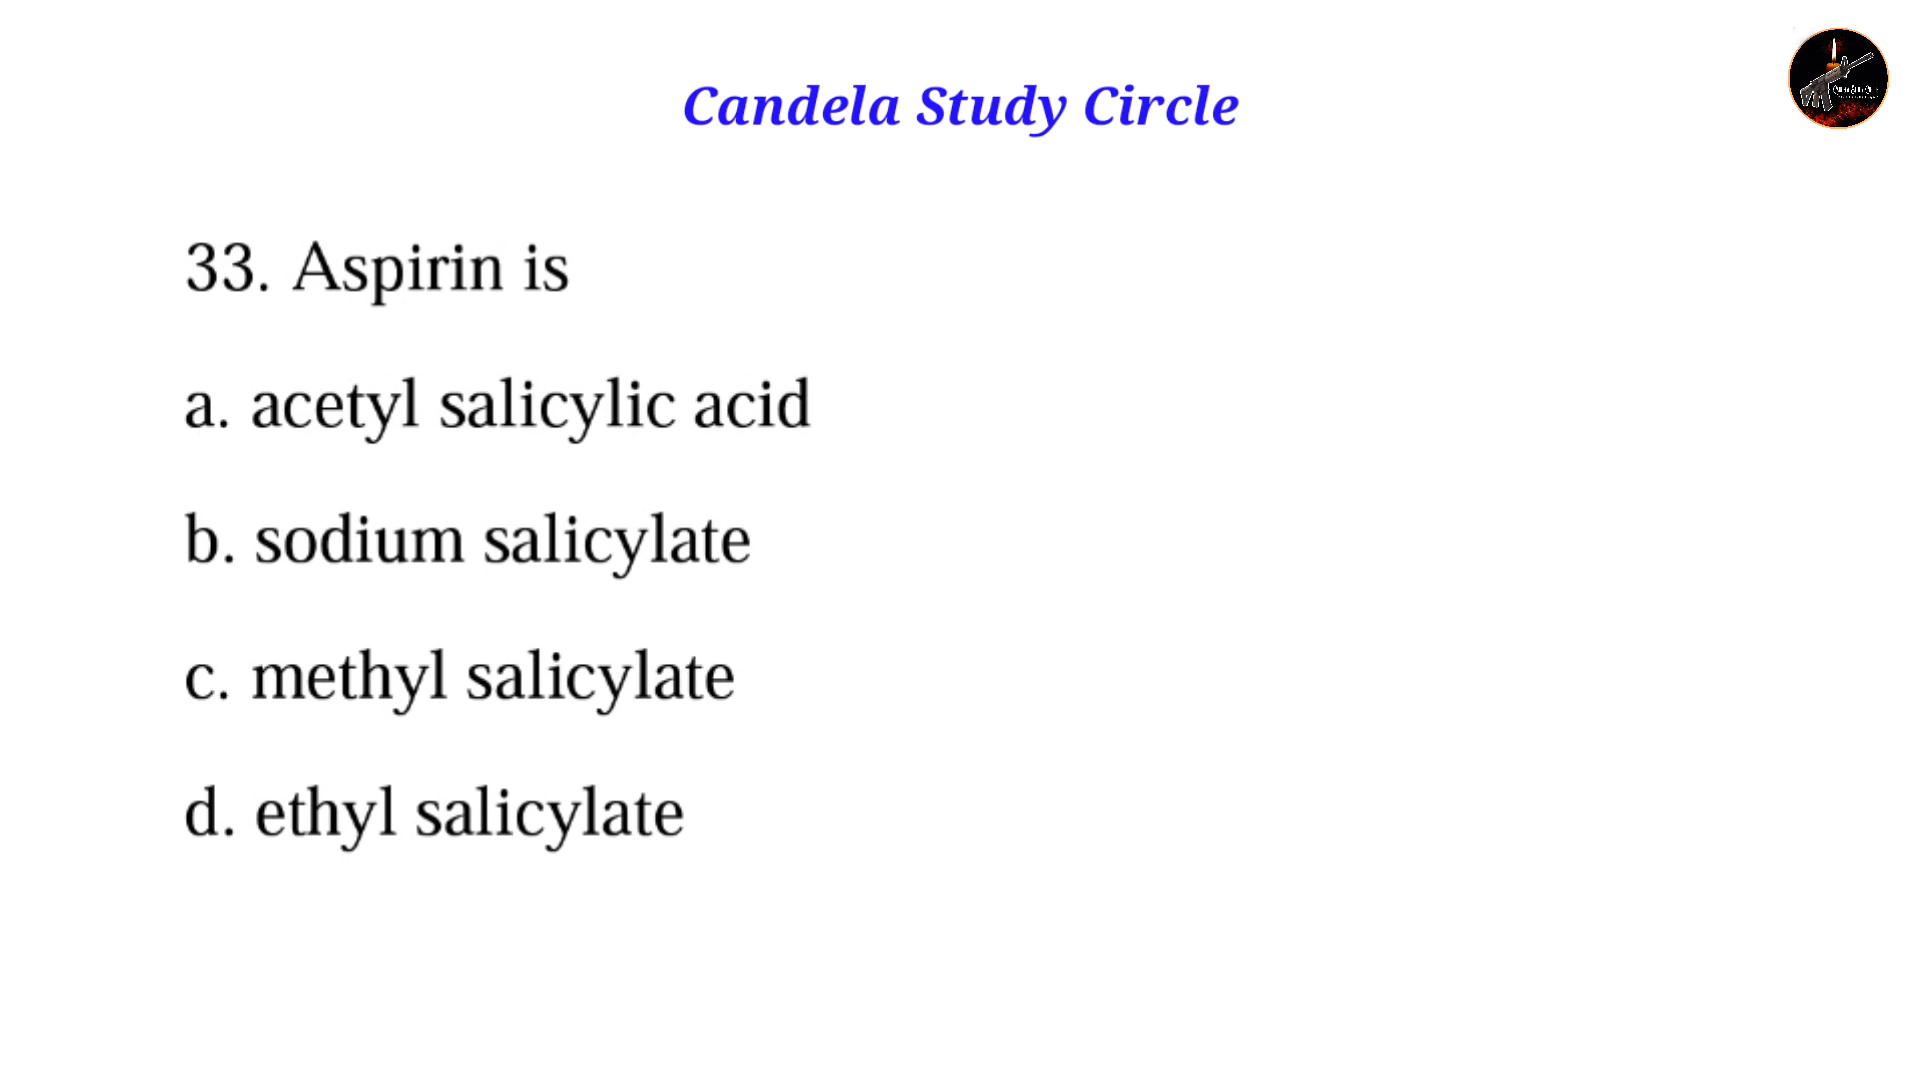 Candela Study Circle
33. Aspirin is
a. acetyl salicylic acid
b. sodium salicylate
c. methyl salicylate
d. ethyl salicylate